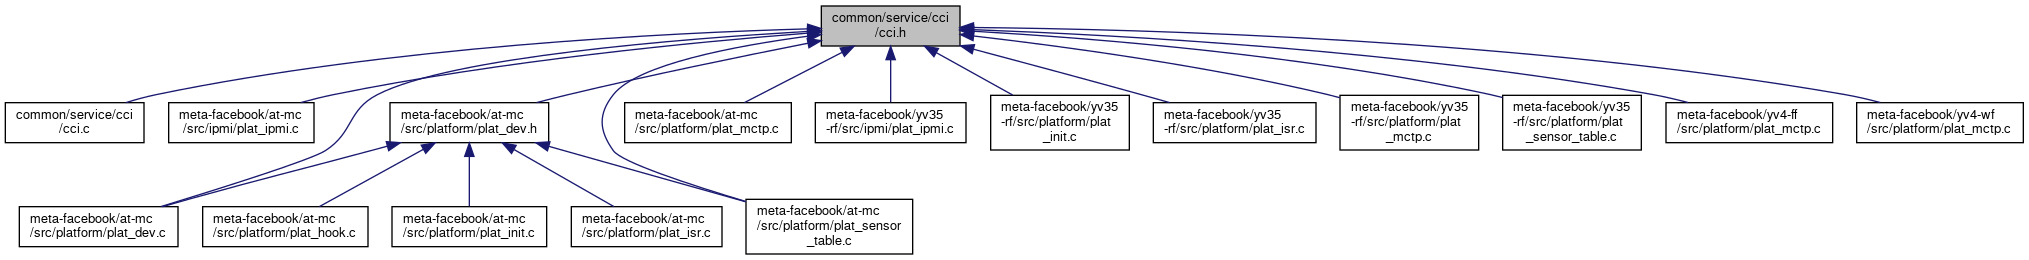 common/service/cci
/cci.h
common/service/cci
/cci.c
meta-facebook/at-mc
/src/ipmi/plat_ipmi.c
meta-facebook/at-mc
/src/platform/plat_dev.h
meta-facebook/at-mc
/src/platform/plat_mctp.c
meta-facebook/yv35
-rf/src/ipmi/plat_ipmi.c
meta-facebook/yv35
-rf/src/platform/plat
_init.c
meta-facebook/yv35
-rf/src/platform/plat_isr.c
meta-facebook/yv35
-rf/src/platform/plat
_mctp.c
meta-facebook/yv35
-rf/src/platform/plat
_sensor_table.c
meta-facebook/yv4-ff
/src/platform/plat_mctp.c
meta-facebook/yv4-wf
/src/platform/plat_mctp.c
meta-facebook/at-mc
/src/platform/plat_dev.c
meta-facebook/at-mc
/src/platform/plat_hook.c
meta-facebook/at-mc
/src/platform/plat_init.c
meta-facebook/at-mc
/src/platform/plat_isr.c
meta-facebook/at-mc
/src/platform/plat_sensor
_table.c